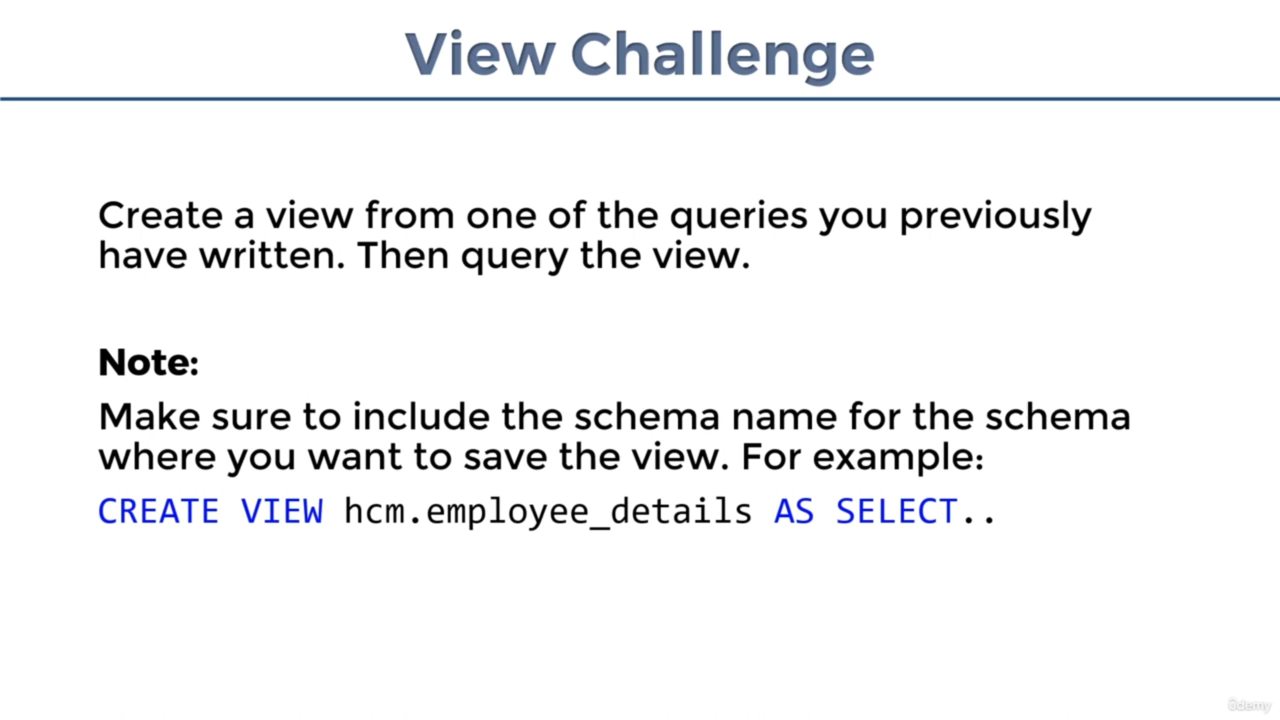 View Challenge
Create a view from one of the queries you previously
have written. Then query the view.
Note:
Make sure to include the schema name for the schema
where you want to save the view. For example:
CREATE VIEW hcm.employee_details AS SELECT..
ûdemy